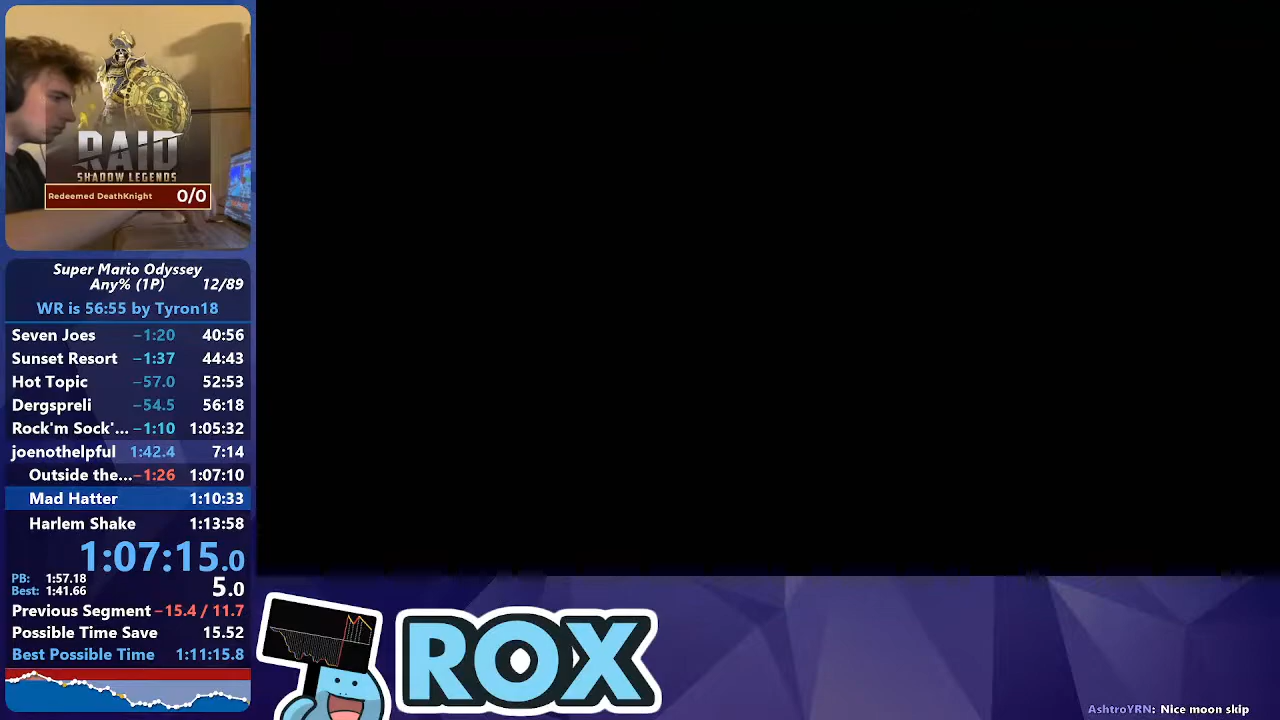 RAID
SHADOW LEGENDS
Redeemed DeathKnight 0/0
Super Mario Odyssey
Any% (1P) 12/89
WR is 56:55 by Tyron18
Seven Joes −1:20 40:56
Sunset Resort −1:37 44:43
Hot Topic −57.0 52:53
Dergspreli −54.5 56:18
Rock'm Sock'... −1:10 1:05:32
joenothelpful 1:42.4 7:14
Outside the... −1:26 1:07:10
Mad Hatter 1:10:33
Harlem Shake 1:13:58
1:07:15.0
PB: 1:57.18
Best: 1:41.66 5.0
Previous Segment −15.4 / 11.7
Possible Time Save 15.52
Best Possible Time 1:11:15.8
ROX
AshtroYRN: Nice moon skip